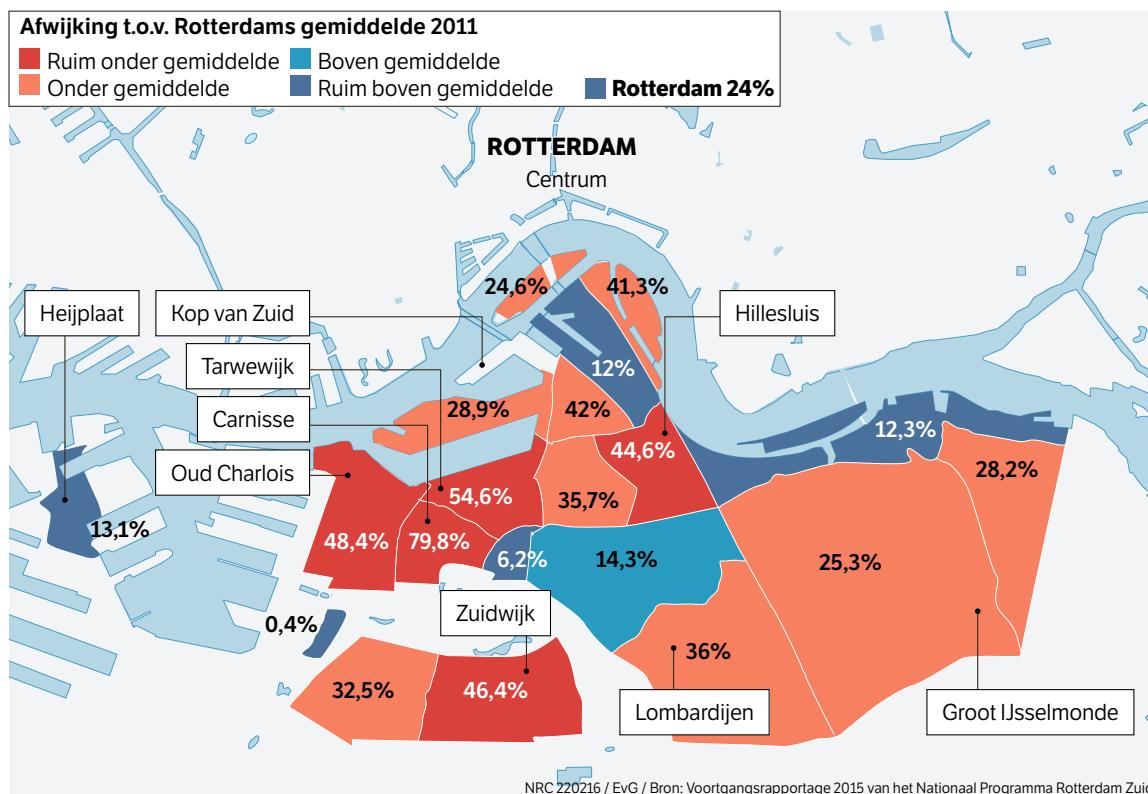 Afwijking t.o.v. Rotterdams gemiddelde 2011
Ruim onder gemiddelde
Boven gemiddelde
Onder gemiddelde
Ruim boven gemiddelde
Rotterdam 24%
ROTTERDAM
Centrum
24,6%
41,3%
Heijplaat
Kop van Zuid
Hillesluis
Tarwewijk
12%
Carnisse
28,9%
42%
12,3%
Oud Charlois
44,6%
28,2%
54,6%
35,7%
13,1%
48,4%
79,8%
6,2%
14,3%
25,3%
0,4%
Zuidwijk
36%
32,5%
46,4%
Lombardijen
Groot IJsselmonde
NRC 220216 / EvG / Bron: Voortgangsrapportage 2015 van het Nationaal Programma Rotterdam Zuid